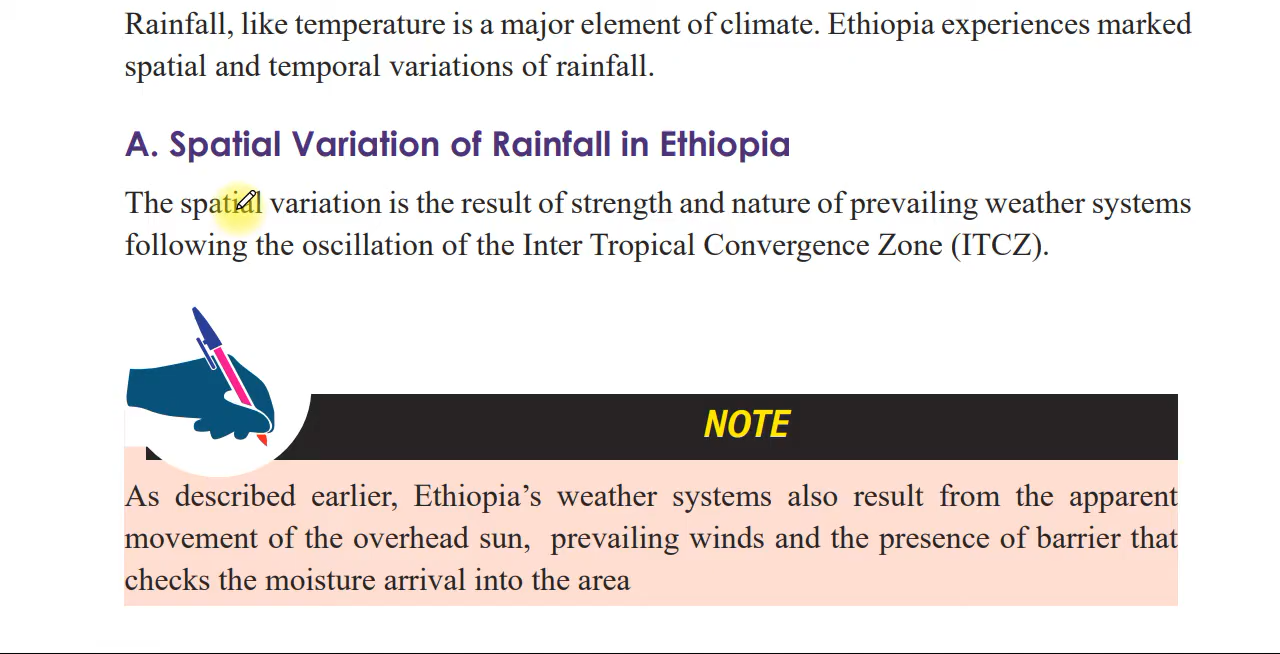 Rainfall, like temperature is a major element of climate. Ethiopia experiences marked
spatial and temporal variations of rainfall.
A. Spatial Variation of Rainfall in Ethiopia
The spatial variation is the result of strength and nature of prevailing weather systems
following the oscillation of the Inter Tropical Convergence Zone (ITCZ).
NOTE
As described earlier, Ethiopia’s weather systems also result from the apparent
movement of the overhead sun, prevailing winds and the presence of barrier that
checks the moisture arrival into the area